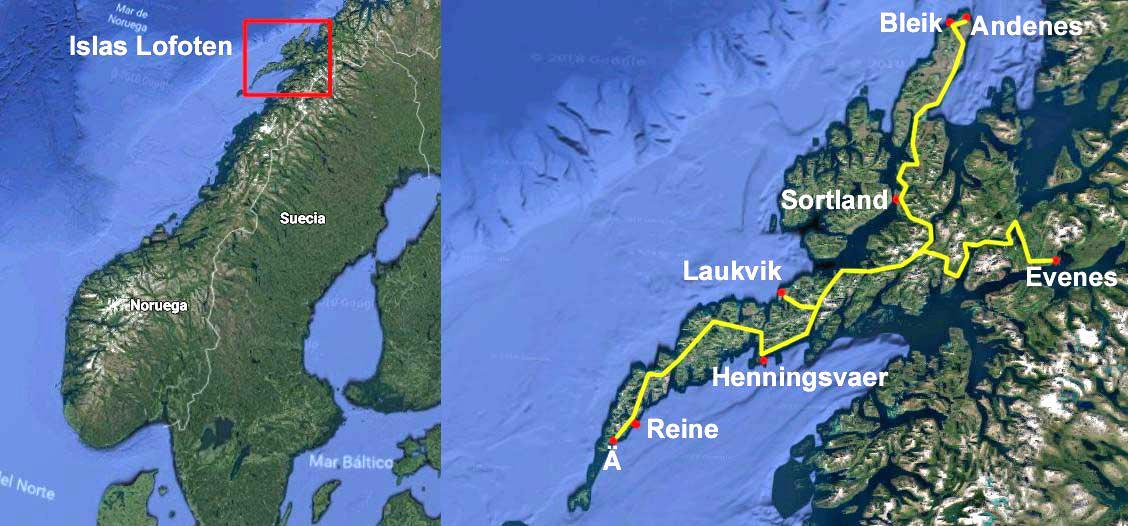 Mar de
Noruega
Islas Lofoten
© 2018 Google
Suecia
Noruega
Mar Báltico
del Norte
Bleik
Andenes
Sortland
Laukvik
Evenes
Henningsvaer
Reine
Ä